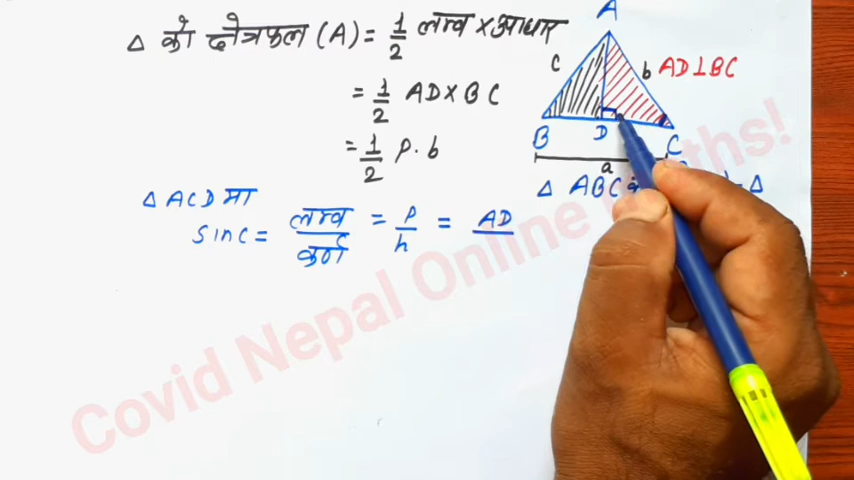 Δ को क्षेत्रफल (A) = 1/2 लम्ब × आधार
= 1/2 AD × BC
= 1/2 p. b
Δ ACD मा
sin c = लम्ब/कर्ण = p/h = AD
A
c
b
AD⊥BC
B
D
C
a
Δ ABC
Δ
Covid Nepal Online Maths!